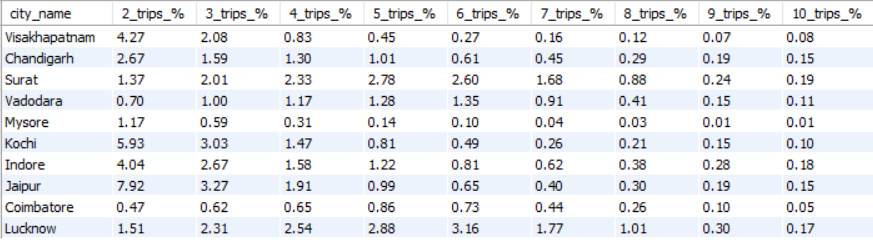 city_name 2_trips_% 3_trips_% 4_trips_% 5_trips_% 6_trips_% 7_trips_% 8_trips_% 9_trips_% 10_trips_%
Visakhapatnam 4.27 2.08 0.83 0.45 0.27 0.16 0.12 0.07 0.08
Chandigarh 2.67 1.59 1.30 1.01 0.61 0.45 0.29 0.19 0.15
Surat 1.37 2.01 2.33 2.78 2.60 1.68 0.88 0.24 0.19
Vadodara 0.70 1.00 1.17 1.28 1.35 0.91 0.41 0.15 0.11
Mysore 1.17 0.59 0.31 0.14 0.10 0.04 0.03 0.01 0.01
Kochi 5.93 3.03 1.47 0.81 0.49 0.26 0.21 0.15 0.10
Indore 4.04 2.67 1.58 1.22 0.81 0.62 0.38 0.28 0.18
Jaipur 7.92 3.27 1.91 0.99 0.65 0.40 0.30 0.19 0.15
Coimbatore 0.47 0.62 0.65 0.86 0.73 0.44 0.26 0.10 0.05
Lucknow 1.51 2.31 2.54 2.88 3.16 1.77 1.01 0.30 0.17